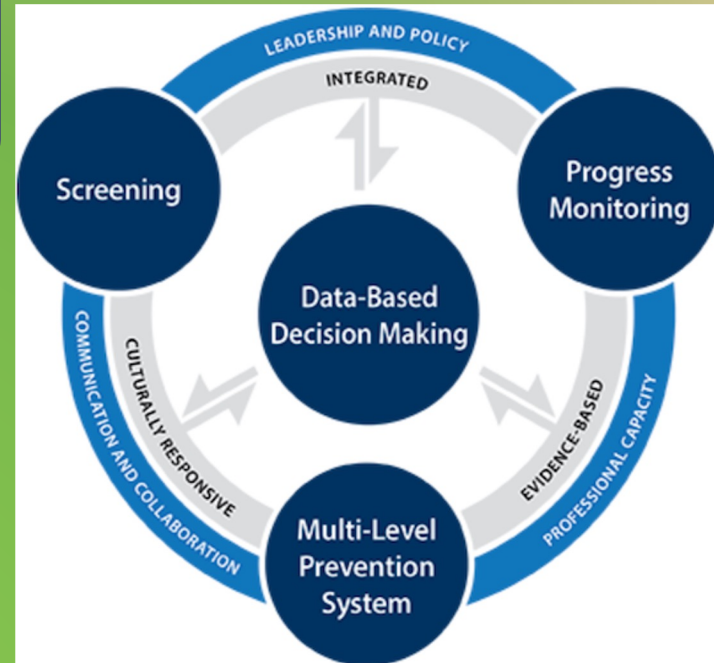 LEADERSHIP AND POLICY
INTEGRATED
Screening
Progress
Monitoring
Data-Based
Decision Making
COMMUNICATION AND COLLABORATION
CULTURALLY RESPONSIVE
EVIDENCE-BASED
PROFESSIONAL CAPACITY
Multi-Level
Prevention
System